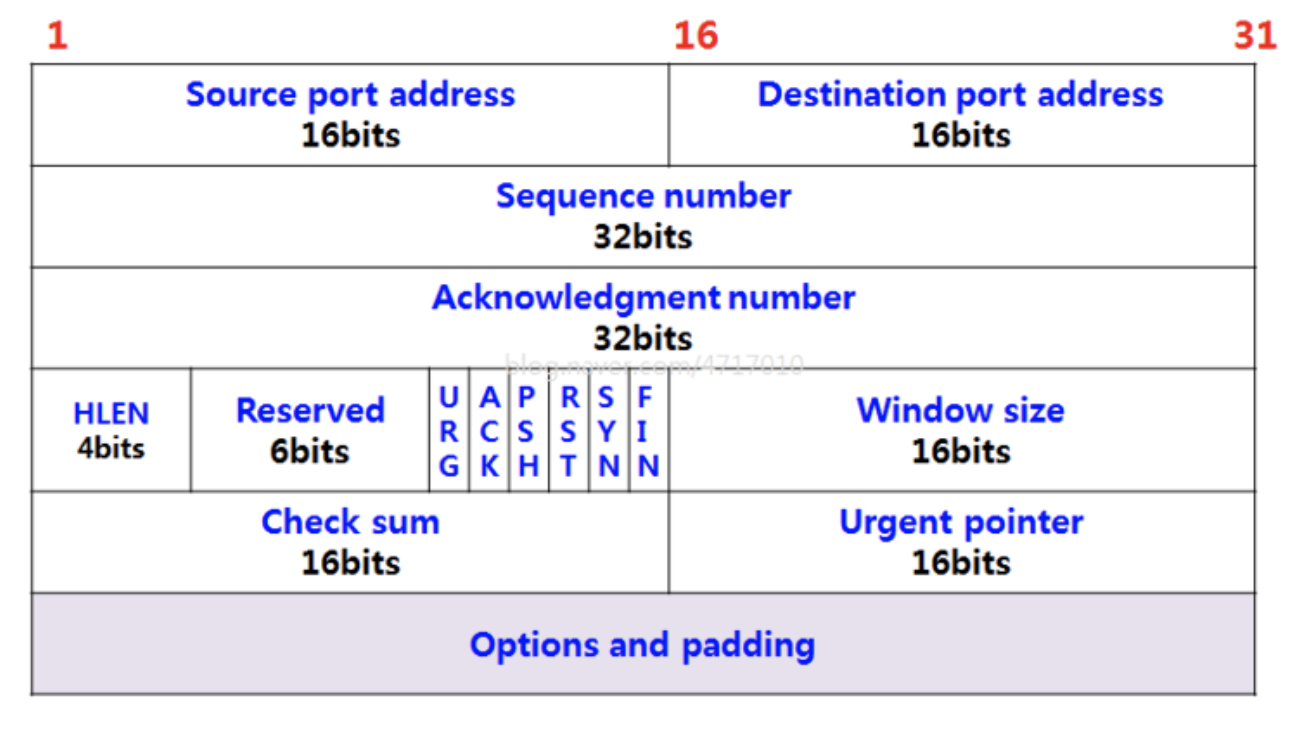 1 16 31
Source port address Destination port address
16bits 16bits
Sequence number
32bits
Acknowledgment number
32bits
blog.naver.com/4717010
HLEN Reserved URG ACK PSH RST SYN FIN Window size
4bits 6bits 16bits
Check sum Urgent pointer
16bits 16bits
Options and padding